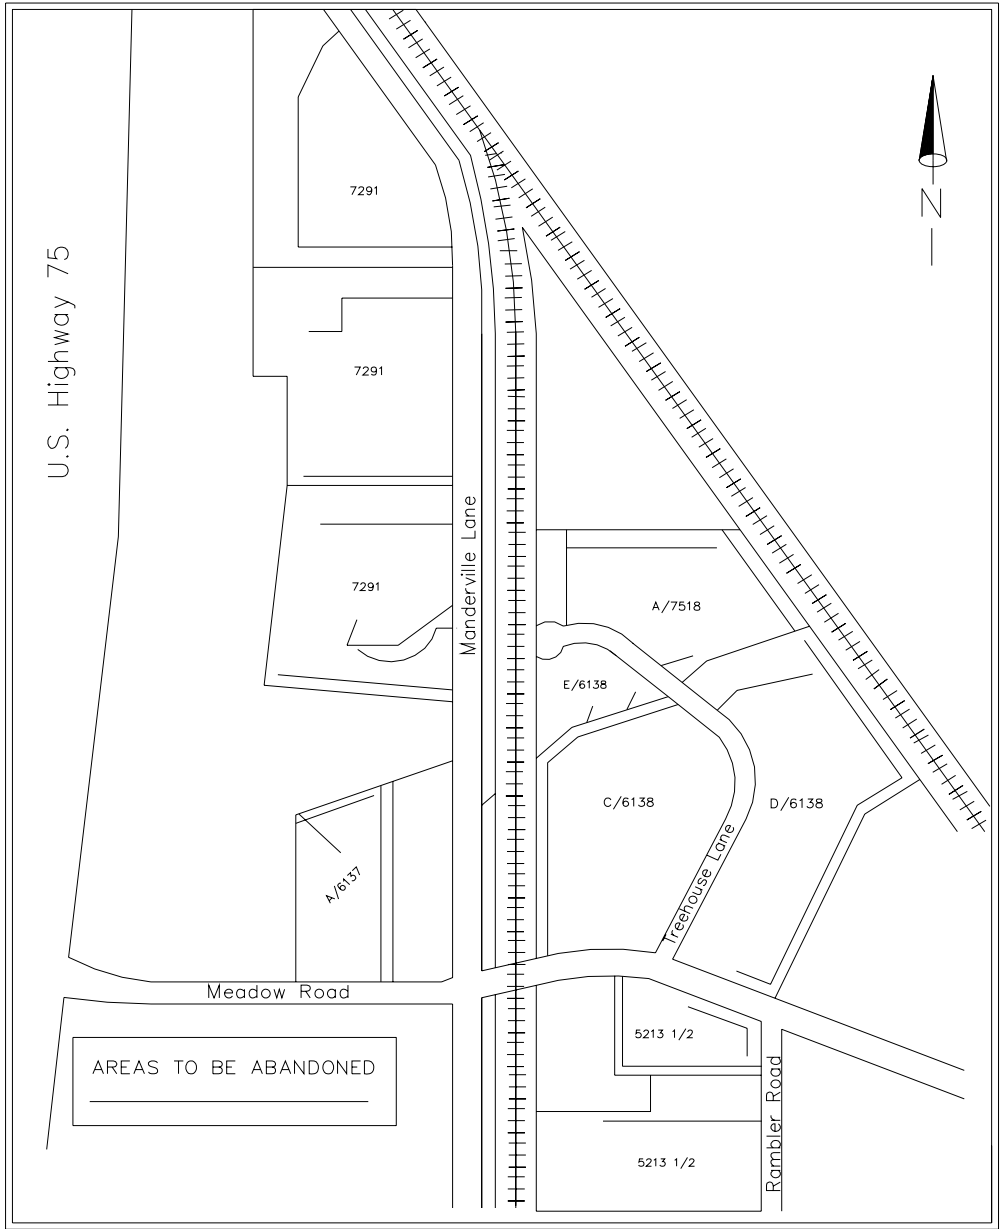 N
7291
U.S. Highway 75
7291
Manderville Lane
7291
A/7518
E/6138
C/6138
D/6138
Treehouse Lane
A/6137
Meadow Road
5213 1/2
AREAS TO BE ABANDONED
Rambler Road
5213 1/2